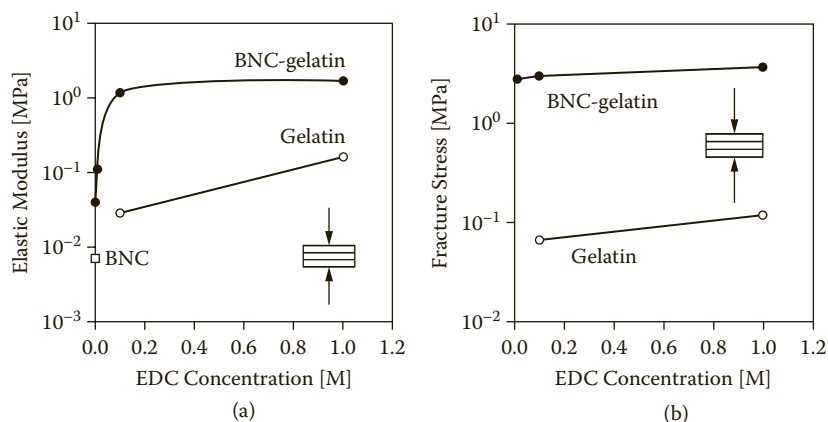 10¹
10⁰
10⁻¹
10⁻²
10⁻³
Elastic Modulus [MPa]
BNC-gelatin
Gelatin
BNC
0.0 0.2 0.4 0.6 0.8 1.0 1.2
EDC Concentration [M]
(a)
10¹
10⁰
10⁻¹
10⁻²
Fracture Stress [MPa]
BNC-gelatin
Gelatin
0.0 0.2 0.4 0.6 0.8 1.0 1.2
EDC Concentration [M]
(b)